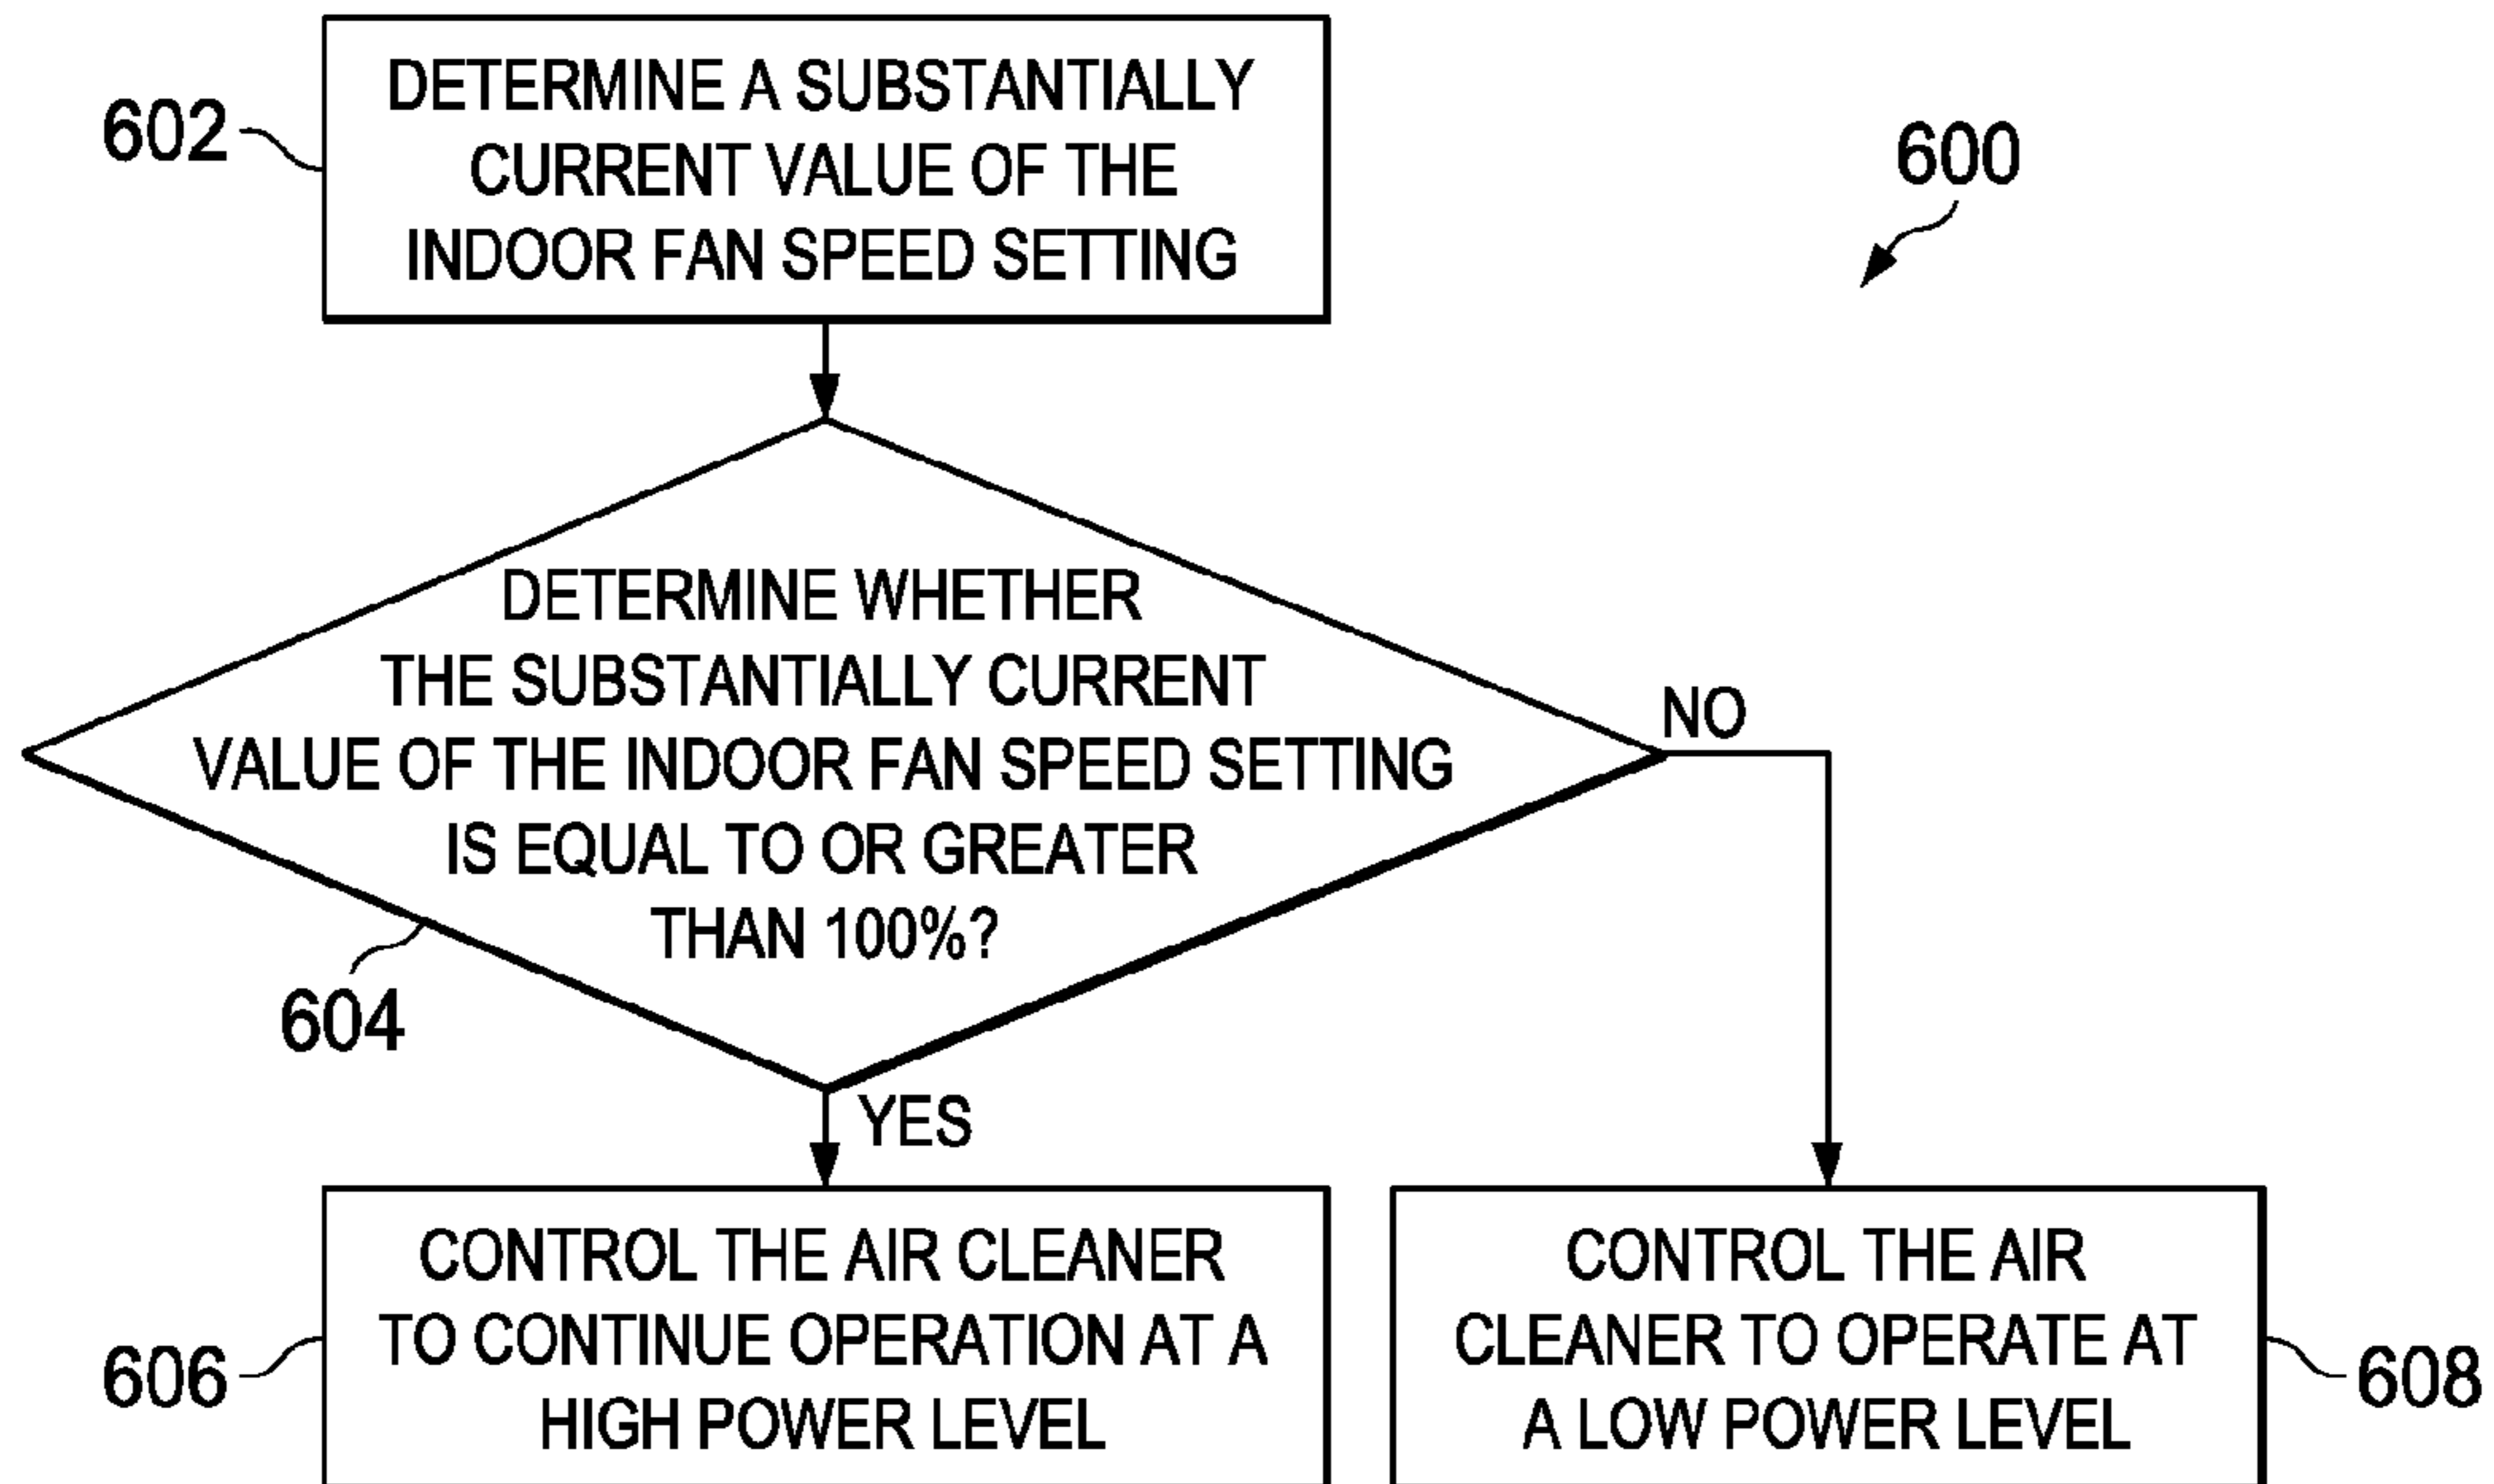 DETERMINE A SUBSTANTIALLY
CURRENT VALUE OF THE
INDOOR FAN SPEED SETTING
602
600
DETERMINE WHETHER
THE SUBSTANTIALLY CURRENT
VALUE OF THE INDOOR FAN SPEED SETTING
IS EQUAL TO OR GREATER
THAN 100%?
NO
604
YES
CONTROL THE AIR CLEANER
TO CONTINUE OPERATION AT A
HIGH POWER LEVEL
606
CONTROL THE AIR
CLEANER TO OPERATE AT
A LOW POWER LEVEL
608